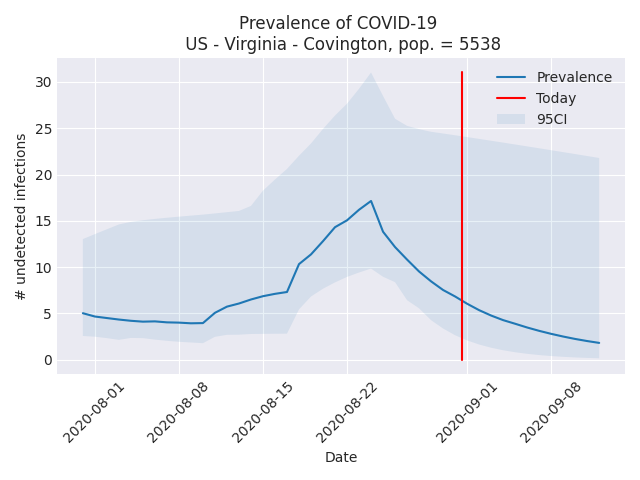 Prevalence of COVID-19
US - Virginia - Covington, pop. = 5538
# undetected infections
30
25
20
15
10
5
0
Prevalence
Today
95CI
2020-08-01
2020-08-08
2020-08-15
2020-08-22
2020-09-01
2020-09-08
Date